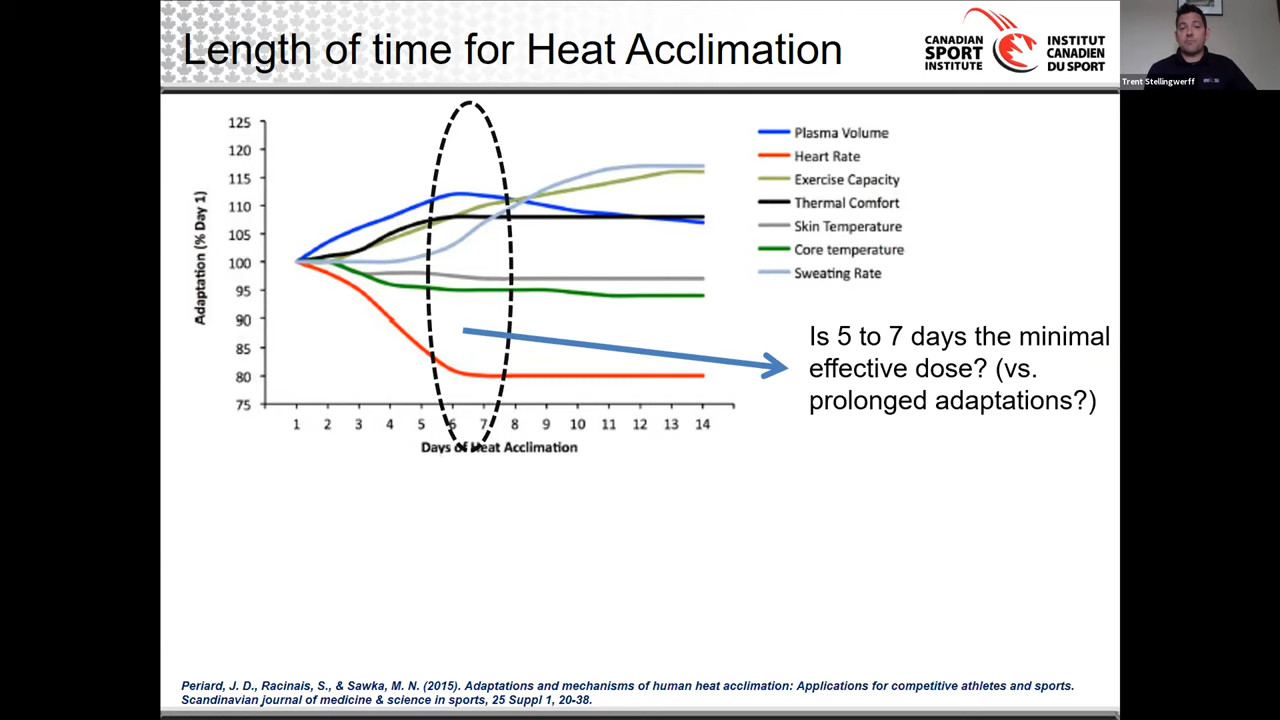 Length of time for Heat Acclimation
CANADIAN
SPORT
INSTITUTE
INSTITUT
CANADIEN
DU SPORT
Trent Stellingwerff
125
120
115
110
105
100
95
90
85
80
75
Adaptation (% Day 1)
1 2 3 4 5 6 7 8 9 10 11 12 13 14
Days of Heat Acclimation
Plasma Volume
Heart Rate
Exercise Capacity
Thermal Comfort
Skin Temperature
Core temperature
Sweating Rate
Is 5 to 7 days the minimal
effective dose? (vs.
prolonged adaptations?)
Periard, J. D., Racinais, S., & Sawka, M. N. (2015). Adaptations and mechanisms of human heat acclimation: Applications for competitive athletes and sports.
Scandinavian journal of medicine & science in sports, 25 Suppl 1, 20-38.